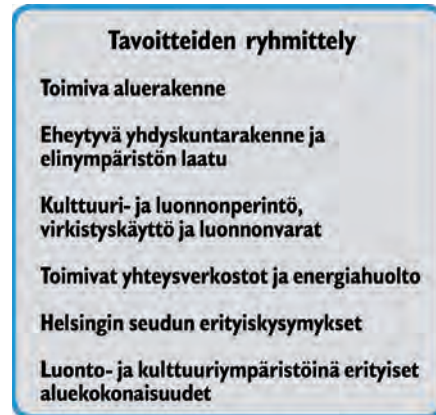 Tavoitteiden ryhmittely
Toimiva aluerakenne
Eheytyvä yhdyskuntarakenne ja
elinympäristön laatu
Kulttuuri- ja luonnonperintö,
virkistyskäyttö ja luonnonvarat
Toimivat yhteysverkostot ja energiahuolto
Helsingin seudun erityiskysymykset
Luonto- ja kulttuuriympäristöinä erityiset
aluekokonaisuudet